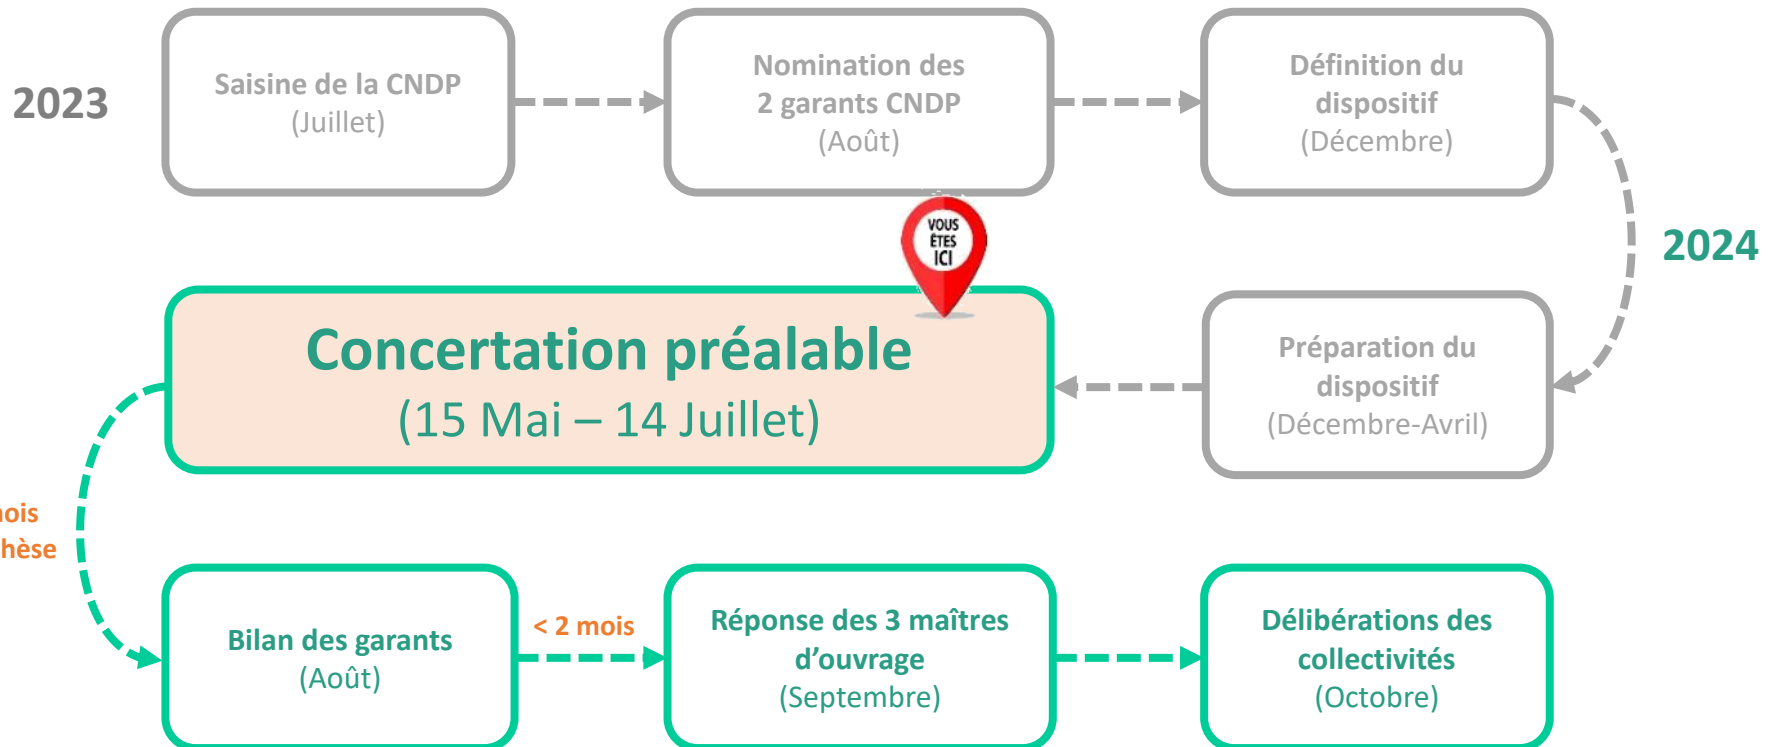 2023
Saisine de la CNDP
(Juillet)
Nomination des
2 garants CNDP
(Août)
Définition du
dispositif
(Décembre)
2024
VOUS
ÊTES
ICI
Concertation préalable
(15 Mai – 14 Juillet)
Préparation du
dispositif
(Décembre-Avril)
Bilan des garants
(Août)
< 2 mois
Réponse des 3 maîtres
d’ouvrage
(Septembre)
Délibérations des
collectivités
(Octobre)